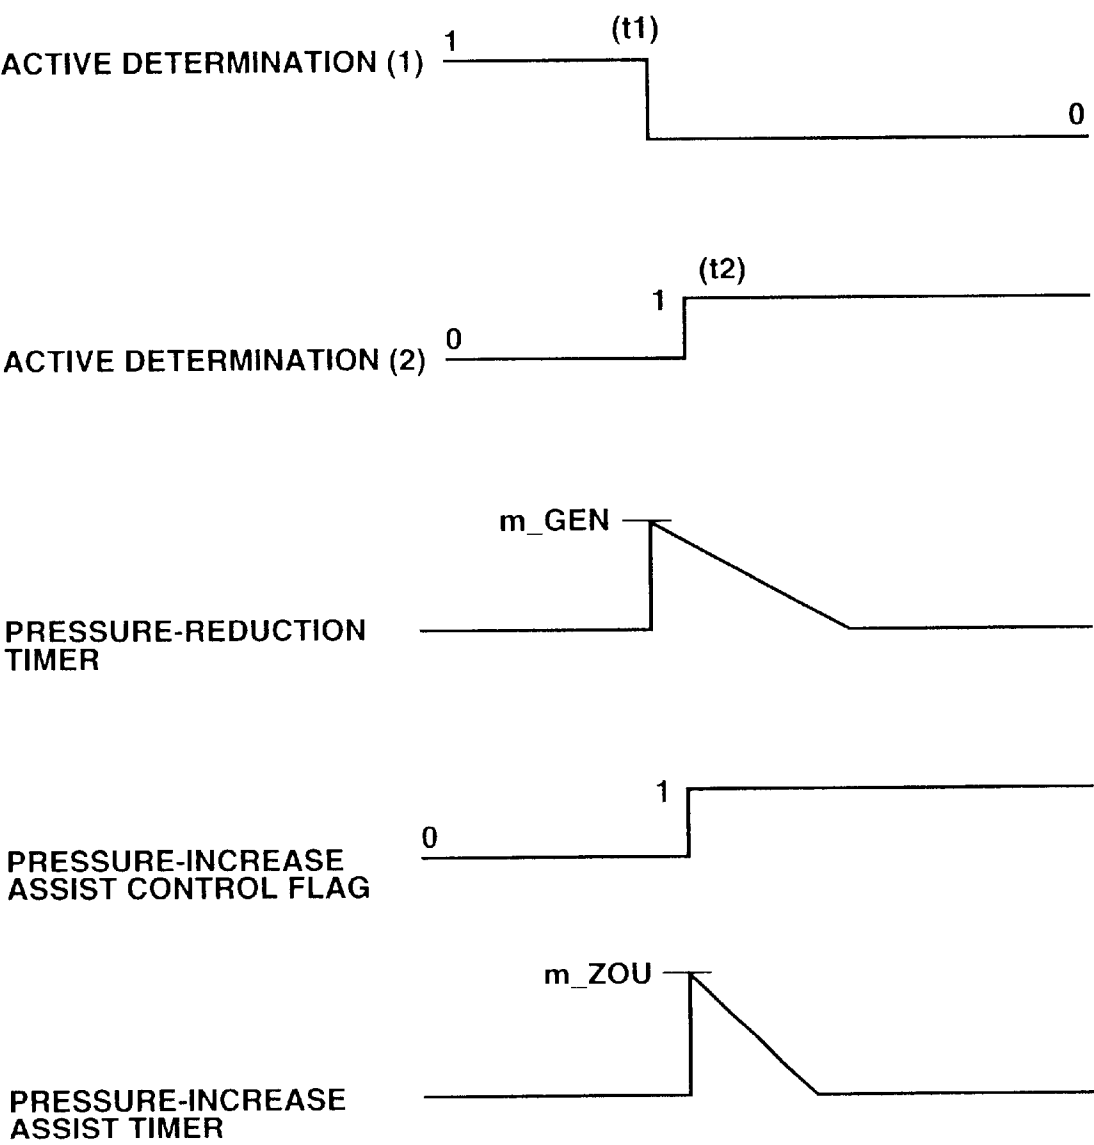 (t1)
1
ACTIVE DETERMINATION (1)
0
(t2)
1
0
ACTIVE DETERMINATION (2)
m_GEN
PRESSURE-REDUCTION
TIMER
1
0
PRESSURE-INCREASE
ASSIST CONTROL FLAG
m_ZOU
PRESSURE-INCREASE
ASSIST TIMER